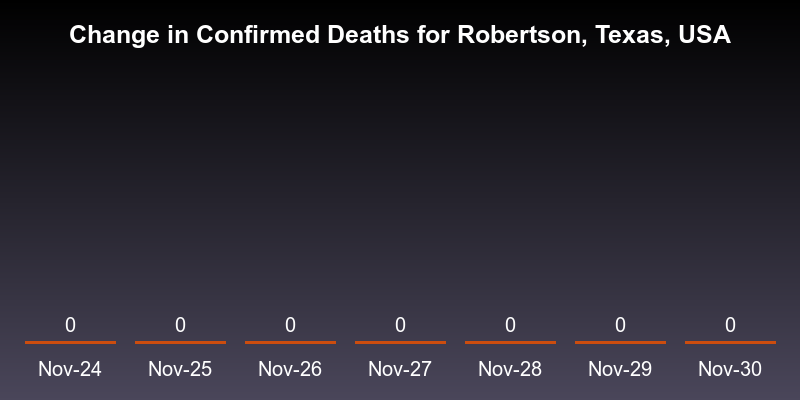 Change in Confirmed Deaths for Robertson, Texas, USA
0 0 0 0 0 0 0
Nov-24 Nov-25 Nov-26 Nov-27 Nov-28 Nov-29 Nov-30